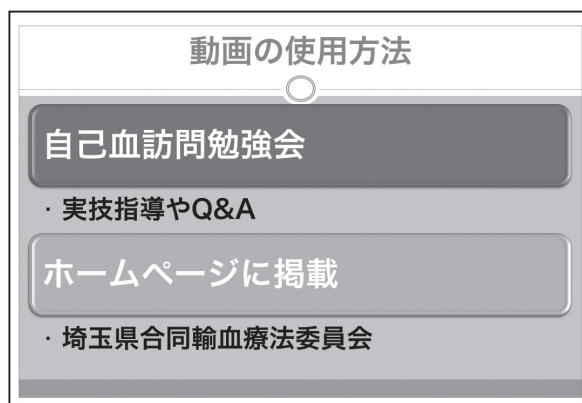 動画の使用方法
自己血訪問勉強会
・実技指導やQ&A
ホームページに掲載
・埼玉県合同輸血療法委員会